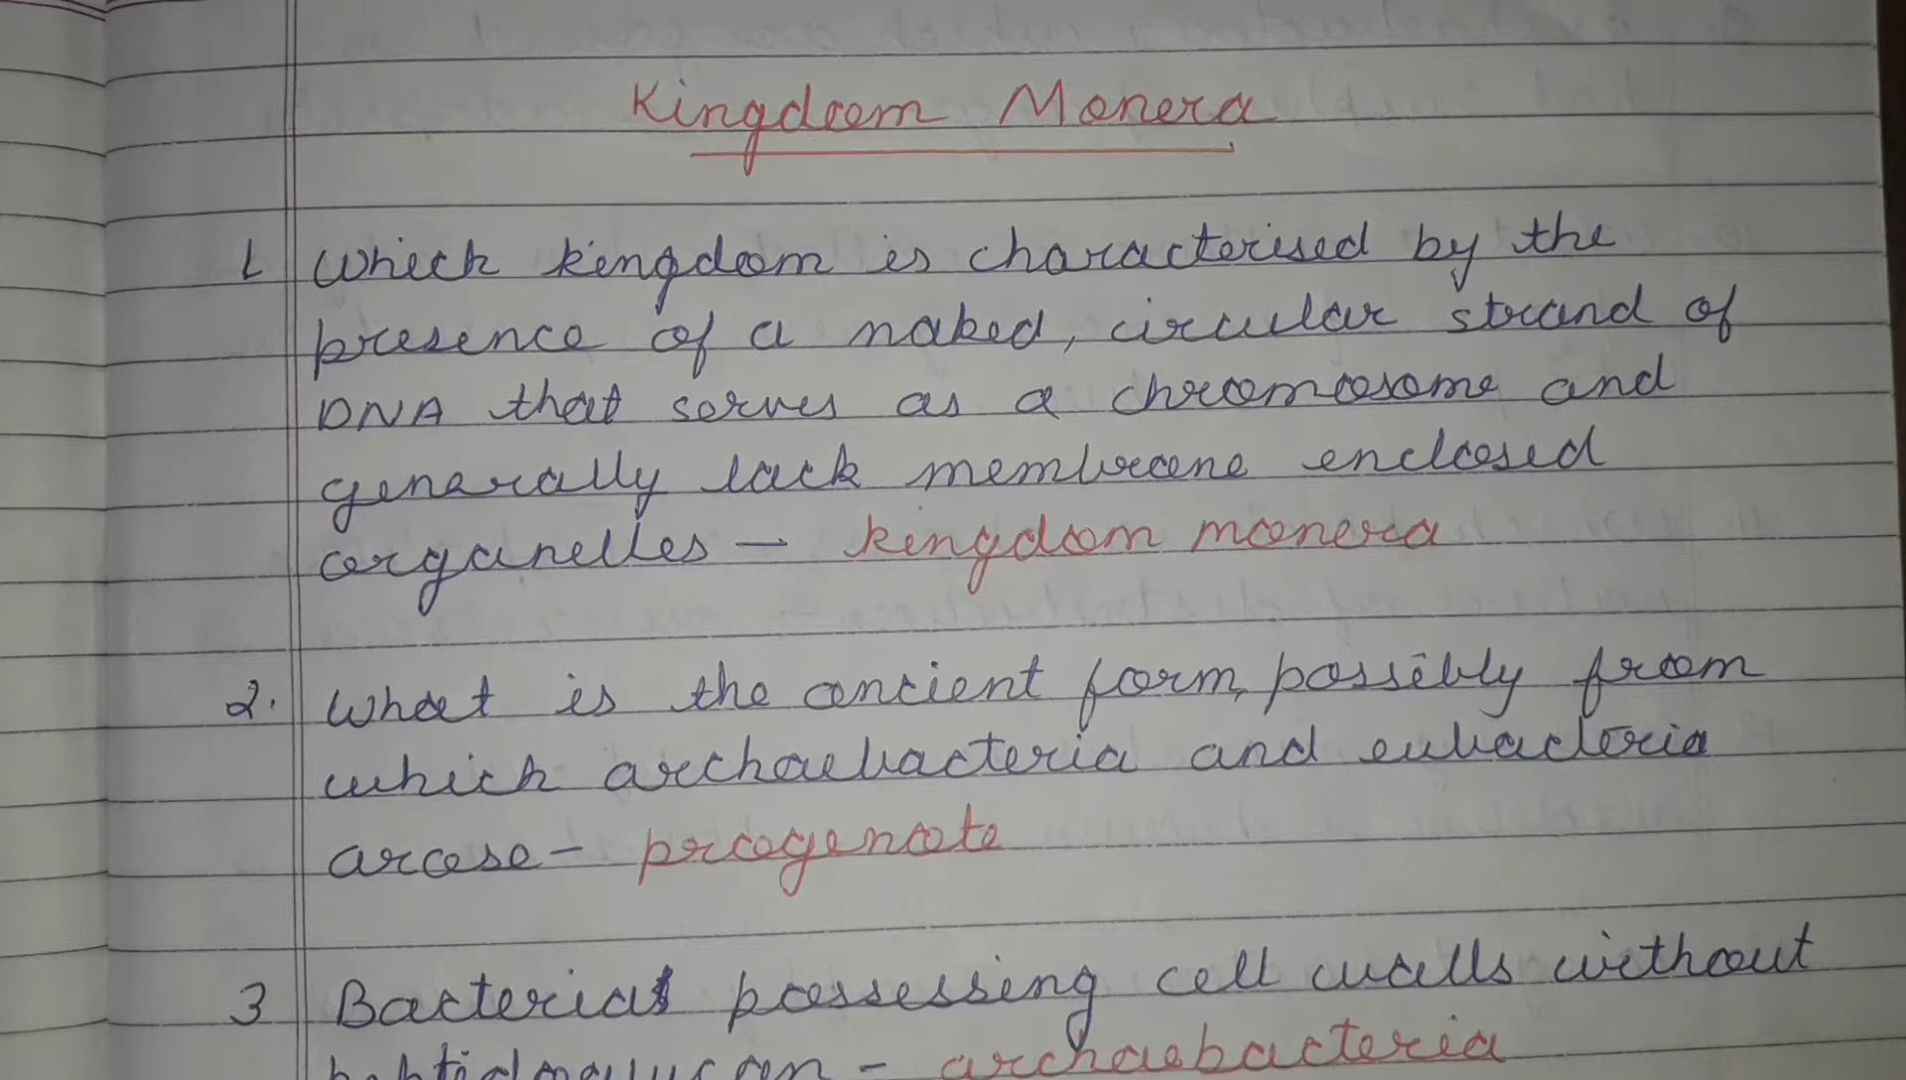 Kingdom Monera
1. Which kingdom is characterised by the
presence of a naked, circular strand of
DNA that serves as a chromosome and
generally lack membrane enclosed
organelles - kingdom monera
2. What is the ancient form, possibly from
which archaebacteria and eubacteria
arose - progenote
3 Bacteria possessing cell walls without
peptidoglycan - archaebacteria